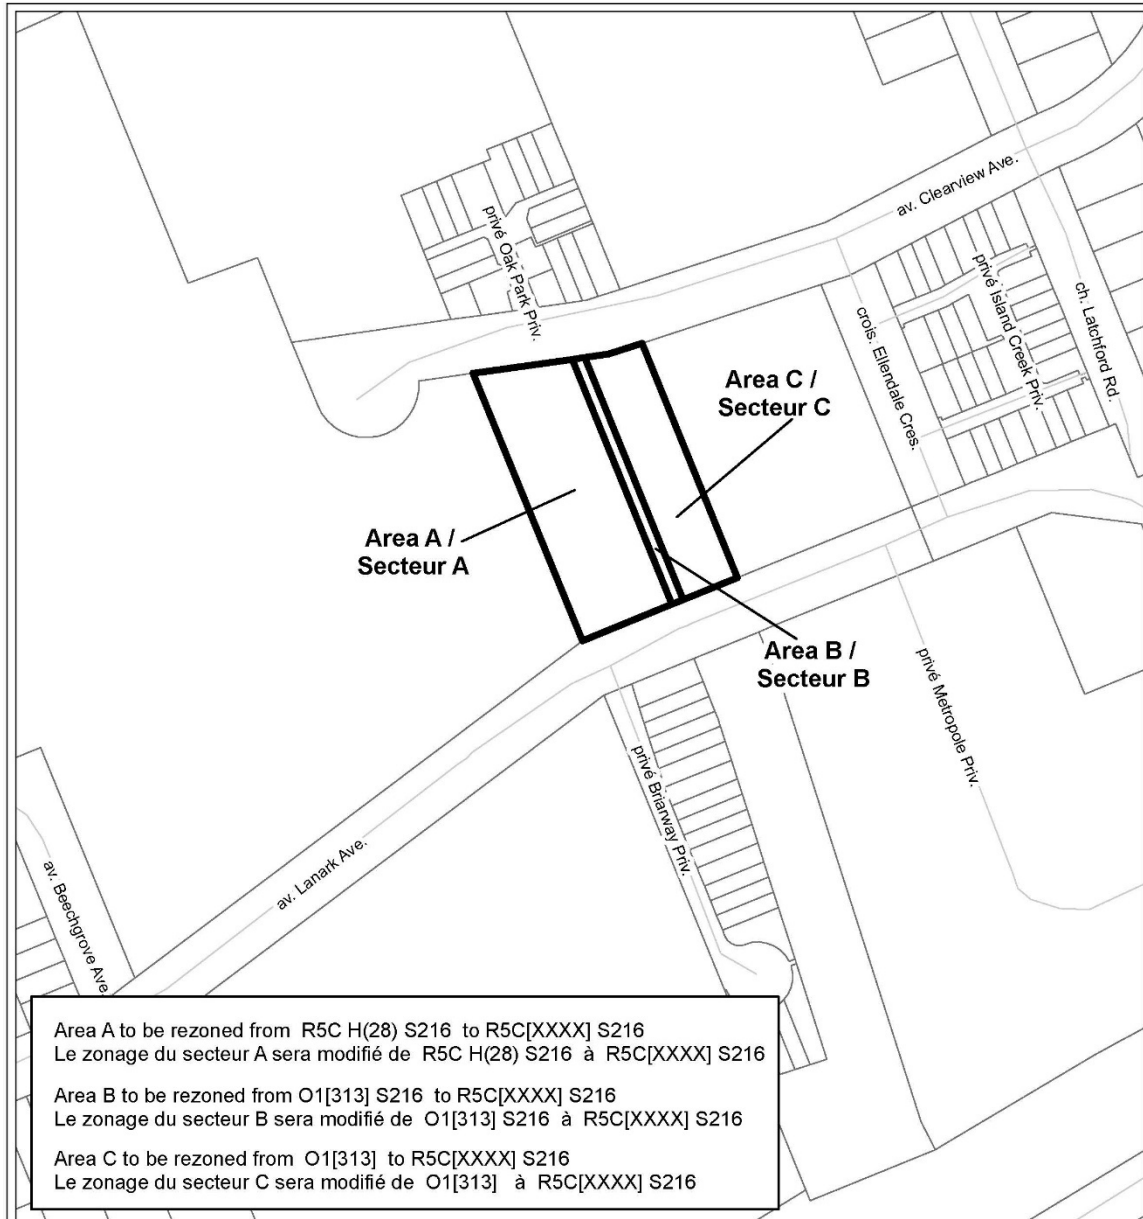 av. Clearview Ave.
privé Oak Park Priv.
privé Island Creek Priv.
ch. Latchford Rd.
crois. Ellendale Cres.
Area C /
Secteur C
Area A /
Secteur A
Area B /
Secteur B
privé Metropole Priv.
privé Briarway Priv.
av. Lanark Ave.
av. Beechgrove Ave.
Area A to be rezoned from R5C H(28) S216 to R5C[XXXX] S216
Le zonage du secteur A sera modifié de R5C H(28) S216 à R5C[XXXX] S216
Area B to be rezoned from O1[313] S216 to R5C[XXXX] S216
Le zonage du secteur B sera modifié de O1[313] S216 à R5C[XXXX] S216
Area C to be rezoned from O1[313] to R5C[XXXX] S216
Le zonage du secteur C sera modifié de O1[313] à R5C[XXXX] S216